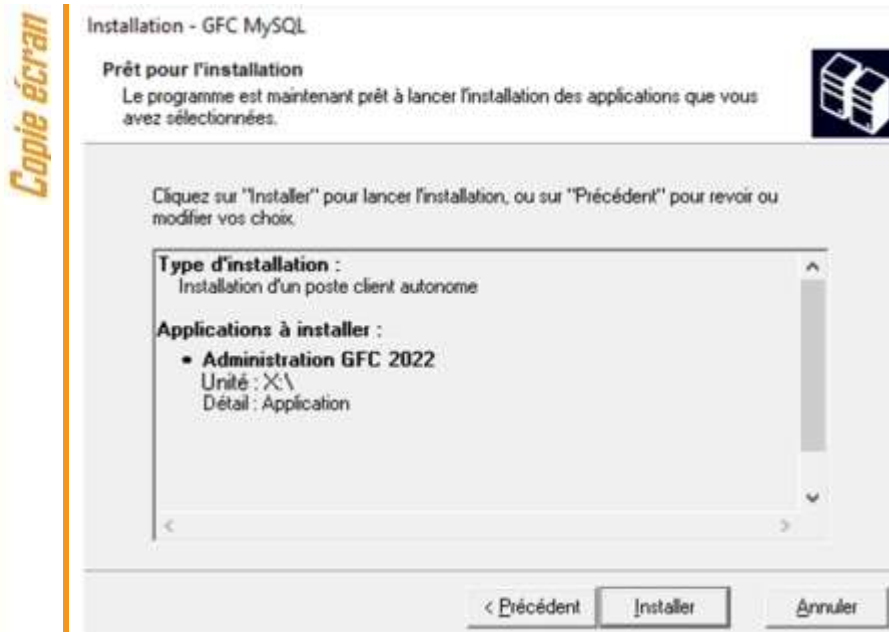 Copie écran
Installation - GFC MySQL
Prêt pour l'installation
Le programme est maintenant prêt à lancer l'installation des applications que vous
avez sélectionnées.
Cliquez sur "Installer" pour lancer l'installation, ou sur "Précédent" pour revoir ou
modifier vos choix.
Type d'installation :
Installation d'un poste client autonome
Applications à installer :
• Administration GFC 2022
Unité : X:\
Détail : Application
< Précédent
Installer
Annuler